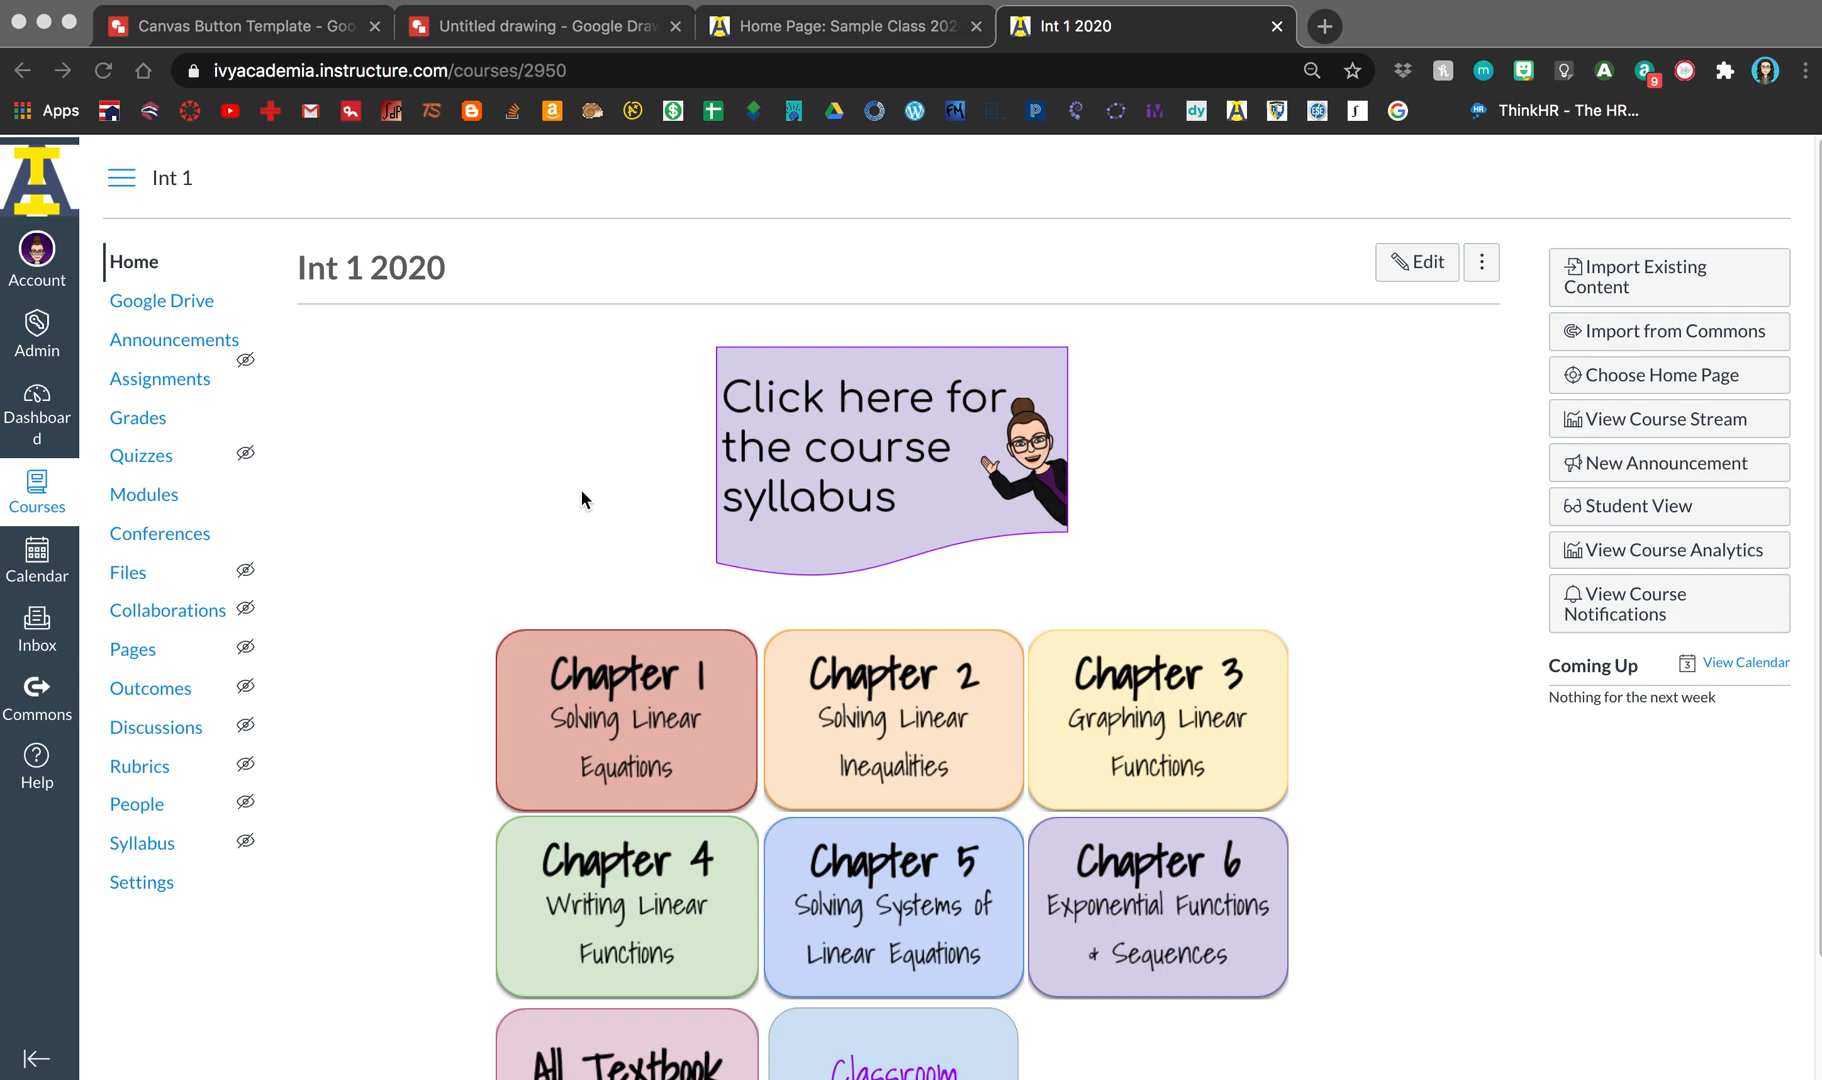 Canvas Button Template - Goo
Untitled drawing - Google Draw
Home Page: Sample Class 202
Int 1 2020
ivyacademia.instructure.com/courses/2950
9
Apps
ThinkHR - The HR...
Int 1
Account
Admin
Dashboar
d
Courses
Calendar
Inbox
Commons
Help
Home
Google Drive
Announcements
Assignments
Grades
Quizzes
Modules
Conferences
Files
Collaborations
Pages
Outcomes
Discussions
Rubrics
People
Syllabus
Settings
Int 1 2020
Edit
Click here for
the course
syllabus
Chapter 1
Solving Linear
Equations
Chapter 2
Solving Linear
Inequalities
Chapter 3
Graphing Linear
Functions
Chapter 4
Writing Linear
Functions
Chapter 5
Solving Systems of
Linear Equations
Chapter 6
Exponential Functions
+ Sequences
All Textbook
Classroom
Import Existing
Content
Import from Commons
Choose Home Page
View Course Stream
New Announcement
Student View
View Course Analytics
View Course
Notifications
Coming Up
3
View Calendar
Nothing for the next week